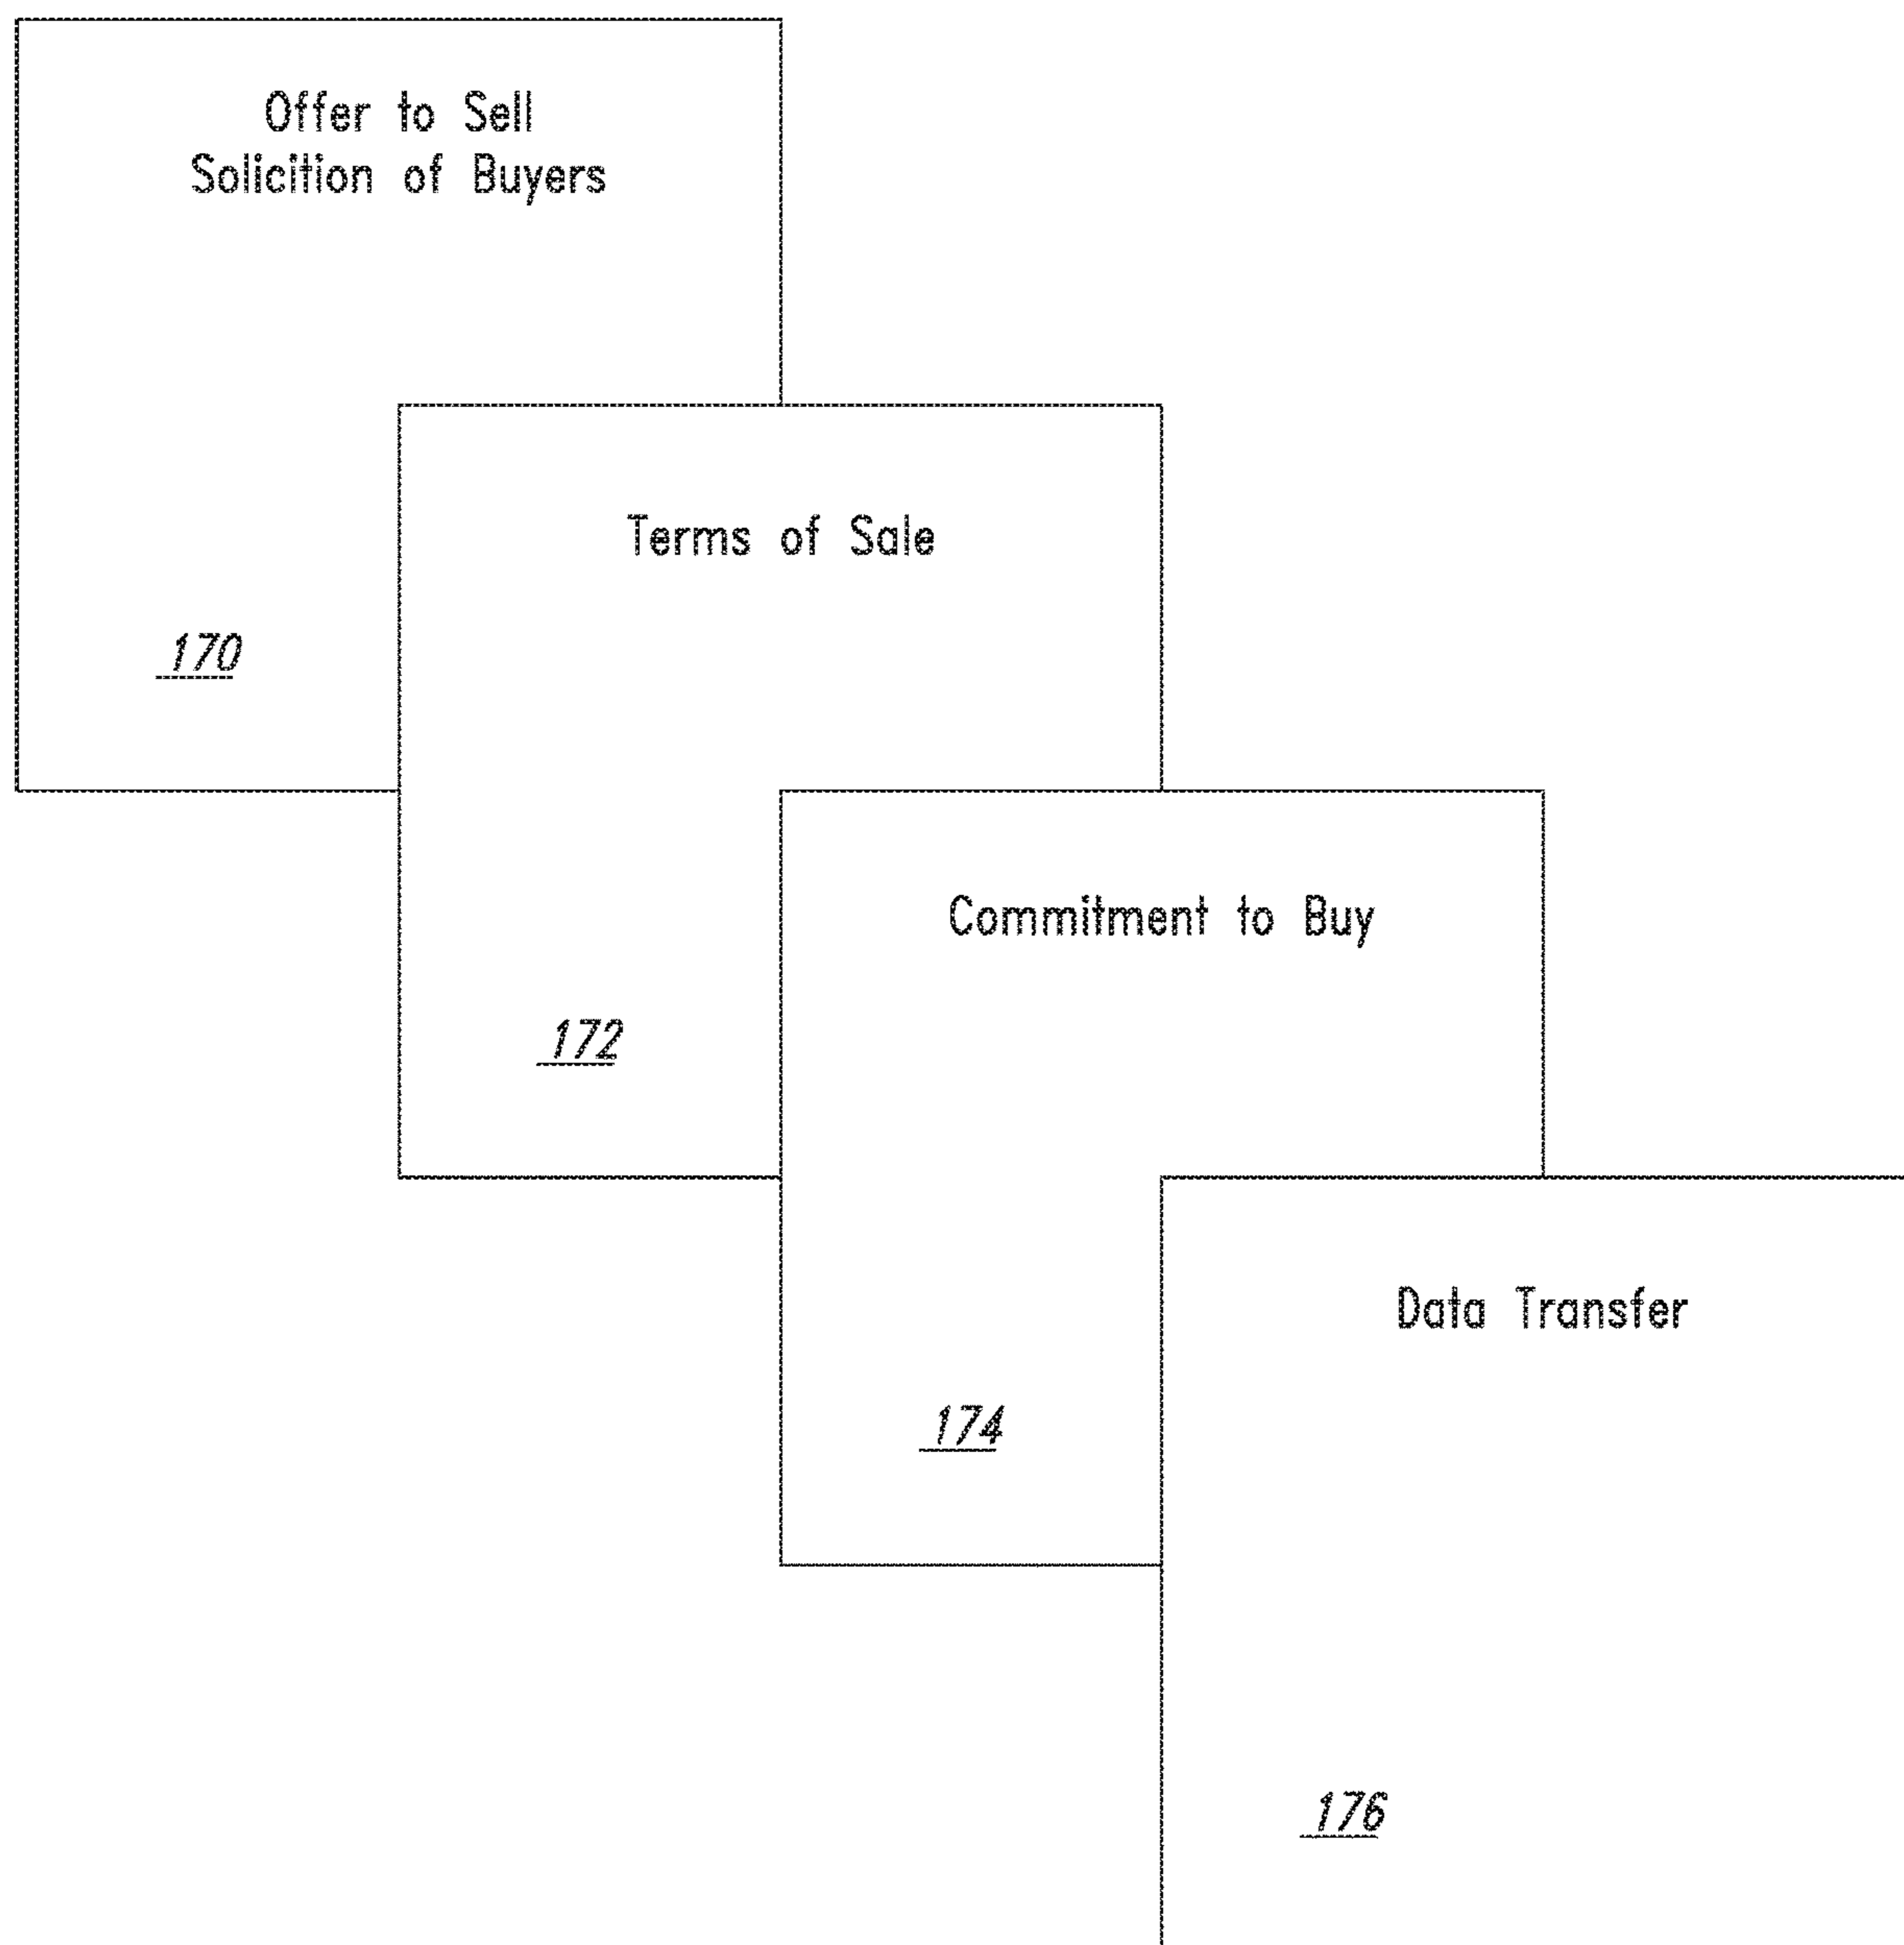 Offer to Sell
Solicition of Buyers
170
Terms of Sale
172
Commitment to Buy
174
Data Transfer
176